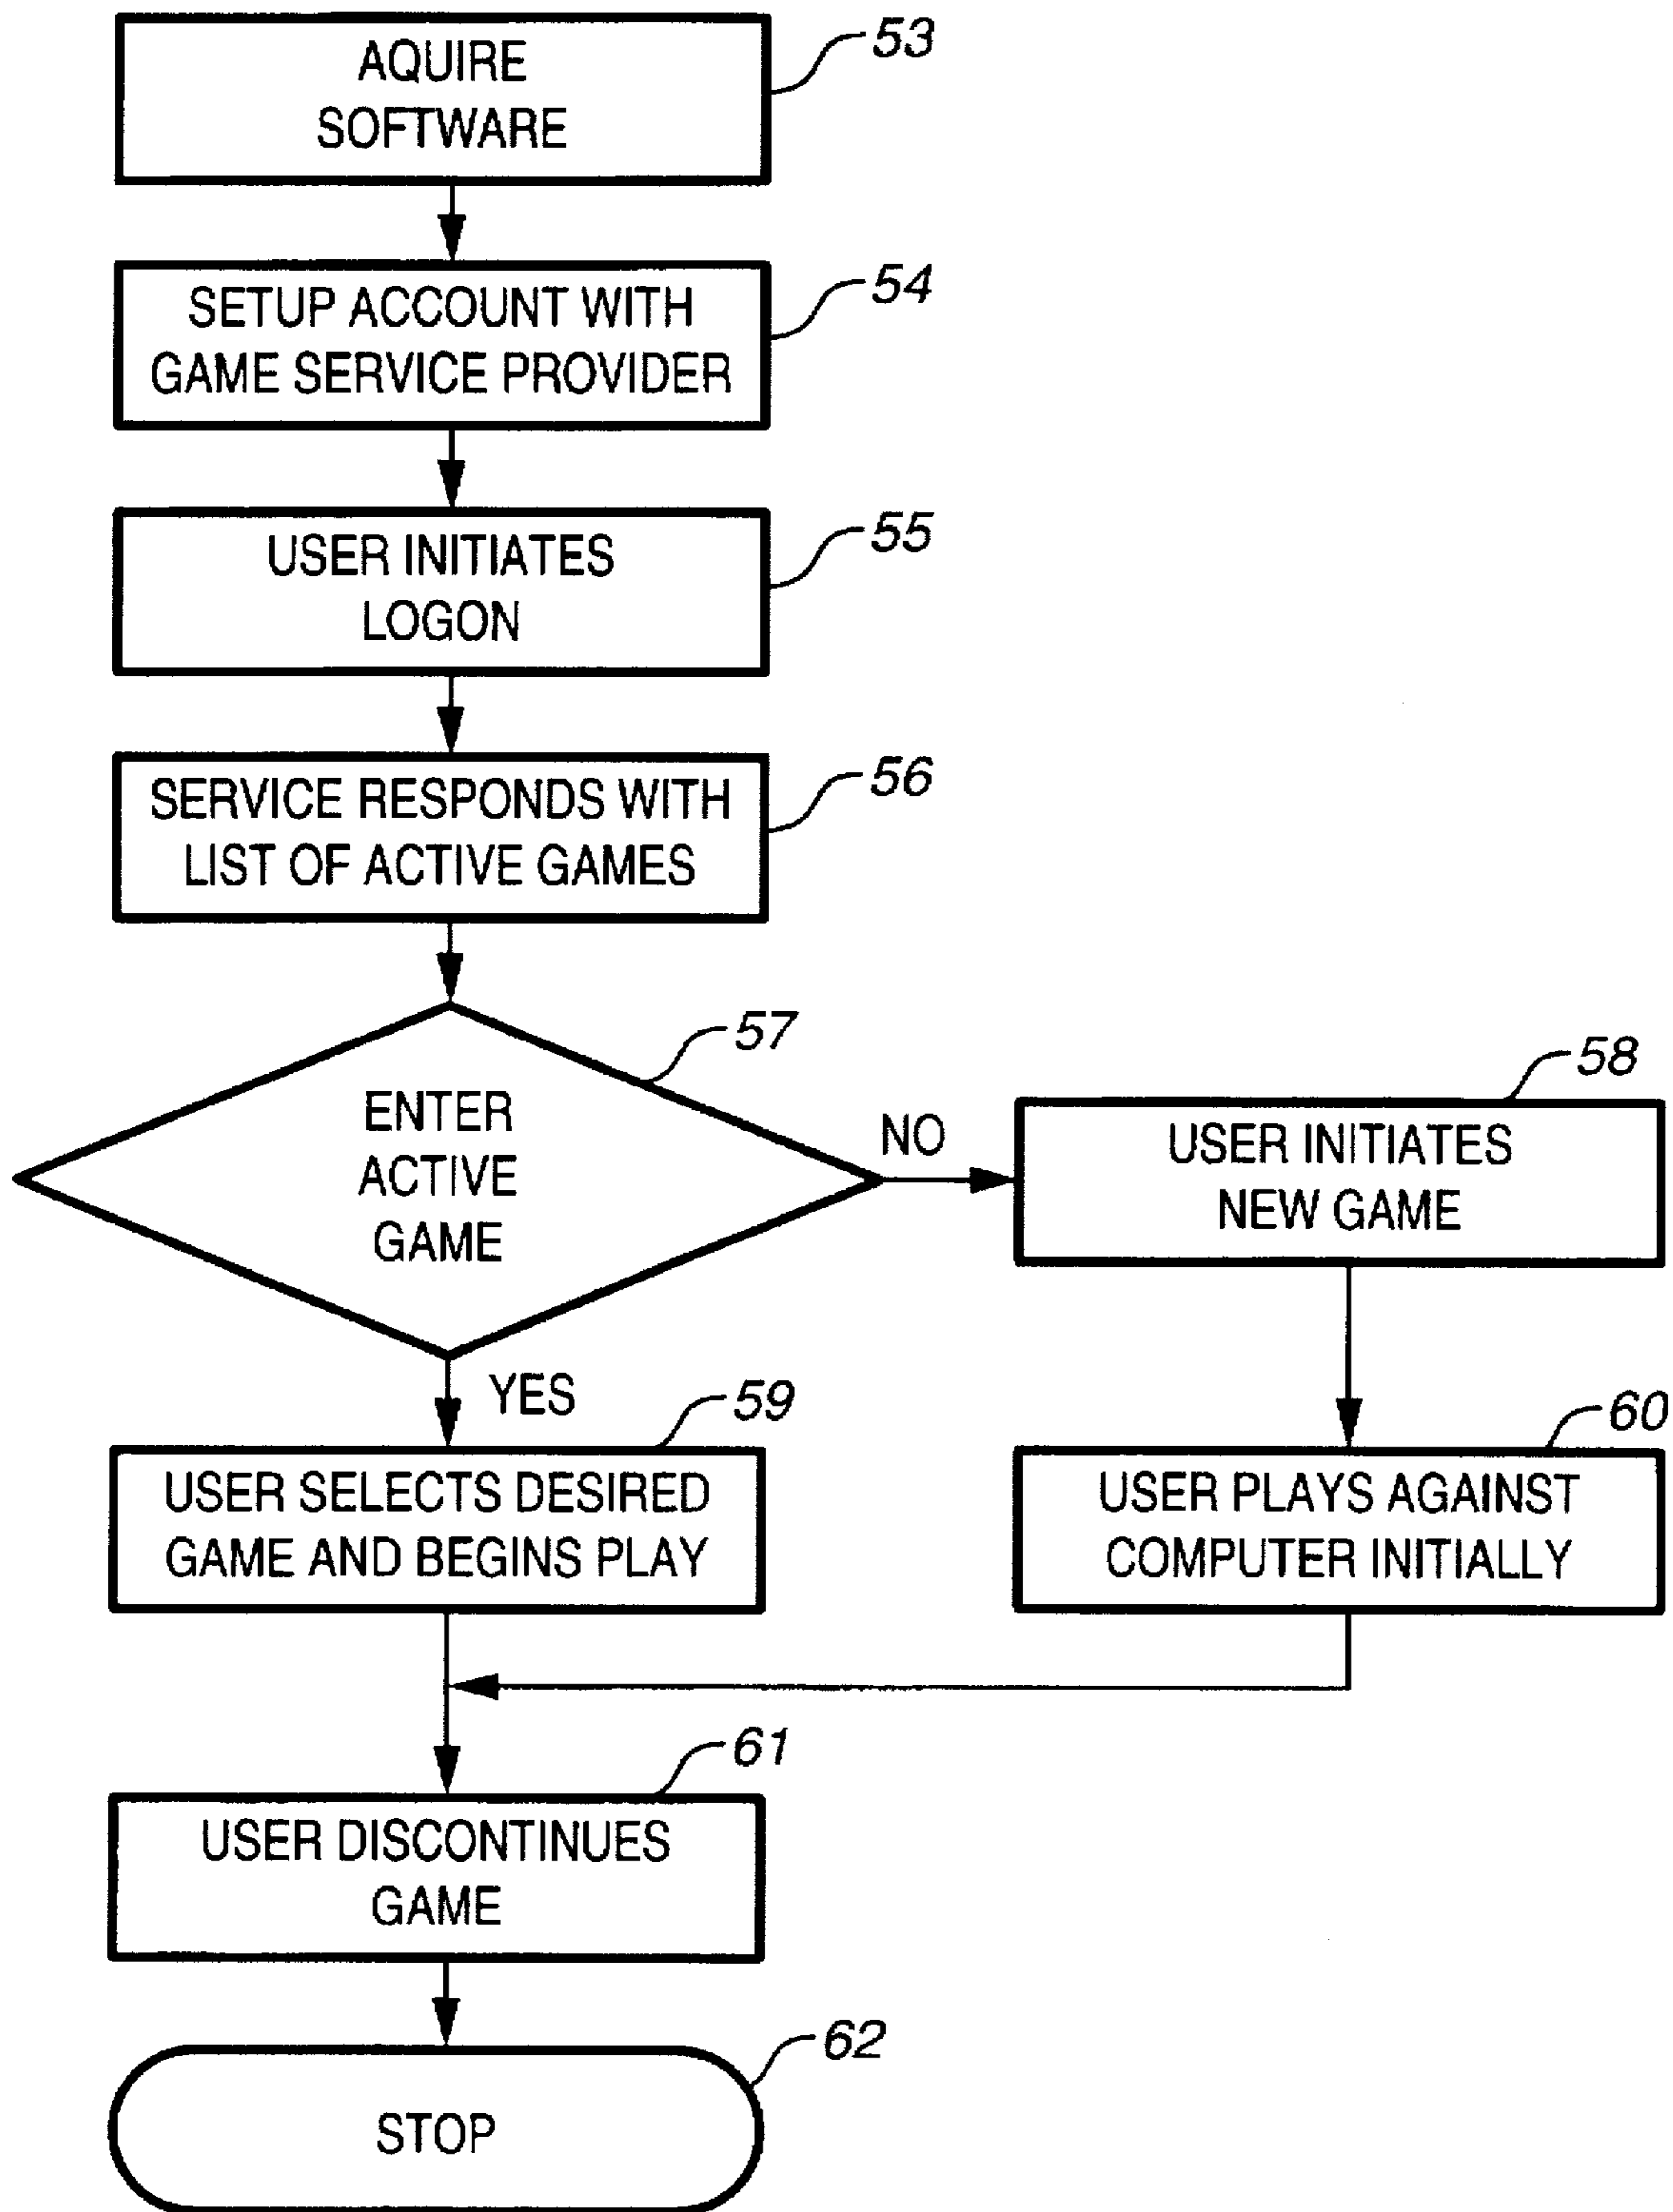 53
AQUIRE
SOFTWARE
54
SETUP ACCOUNT WITH
GAME SERVICE PROVIDER
55
USER INITIATES
LOGON
56
SERVICE RESPONDS WITH
LIST OF ACTIVE GAMES
57
ENTER
ACTIVE
GAME
NO
58
USER INITIATES
NEW GAME
YES
59
USER SELECTS DESIRED
GAME AND BEGINS PLAY
60
USER PLAYS AGAINST
COMPUTER INITIALLY
61
USER DISCONTINUES
GAME
62
STOP